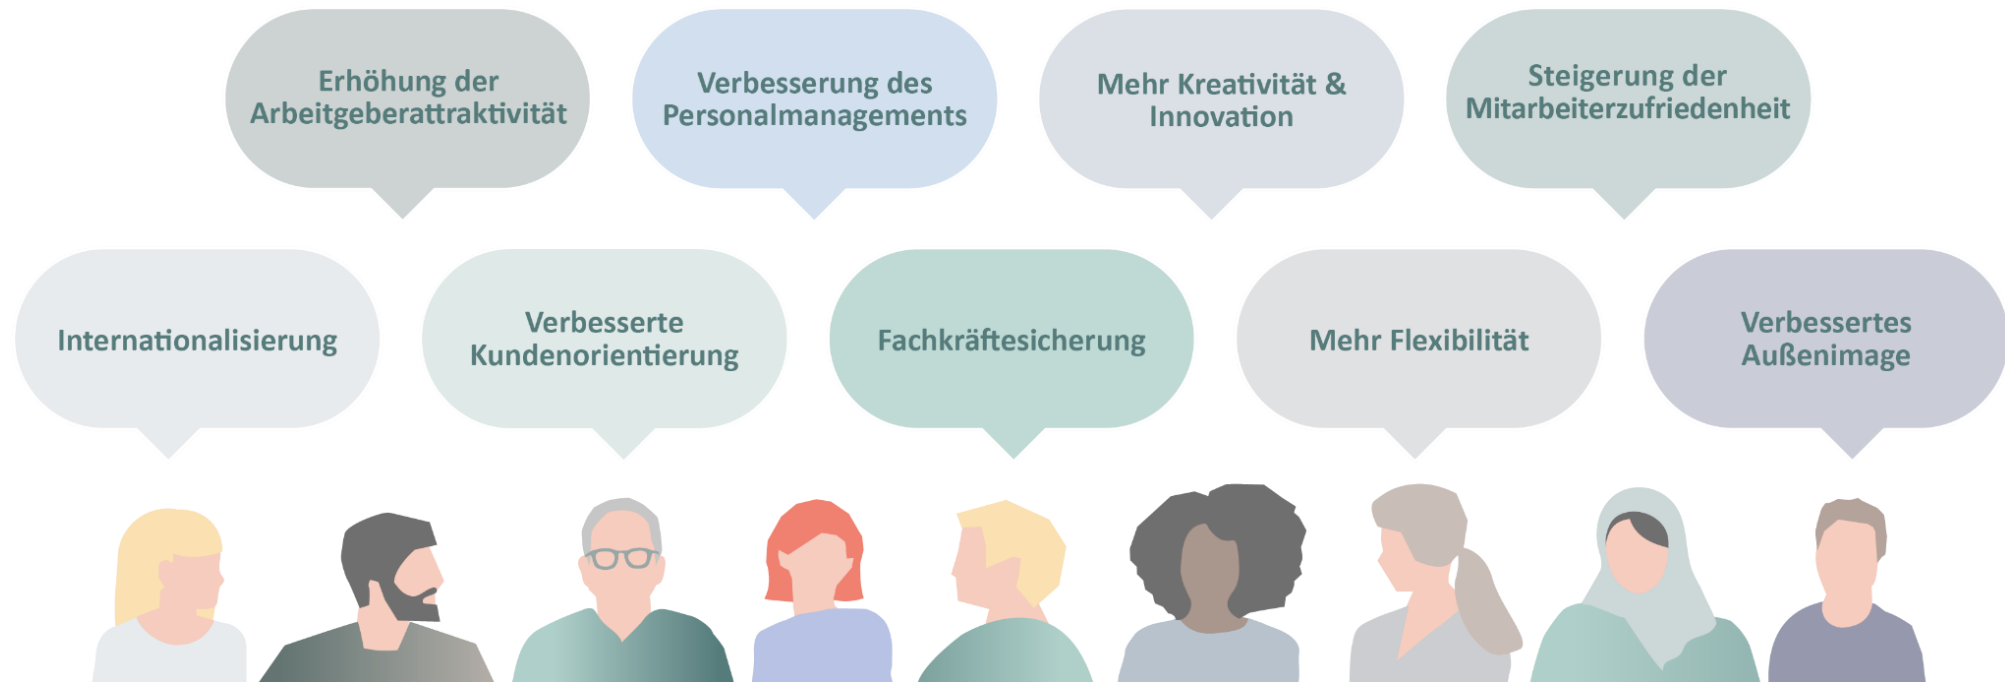 Erhöhung der
Arbeitgeberattraktivität
Verbesserung des
Personalmanagements
Mehr Kreativität &
Innovation
Steigerung der
Mitarbeiterzufriedenheit
Internationalisierung
Verbesserte
Kundenorientierung
Fachkräftesicherung
Mehr Flexibilität
Verbessertes
Außenimage